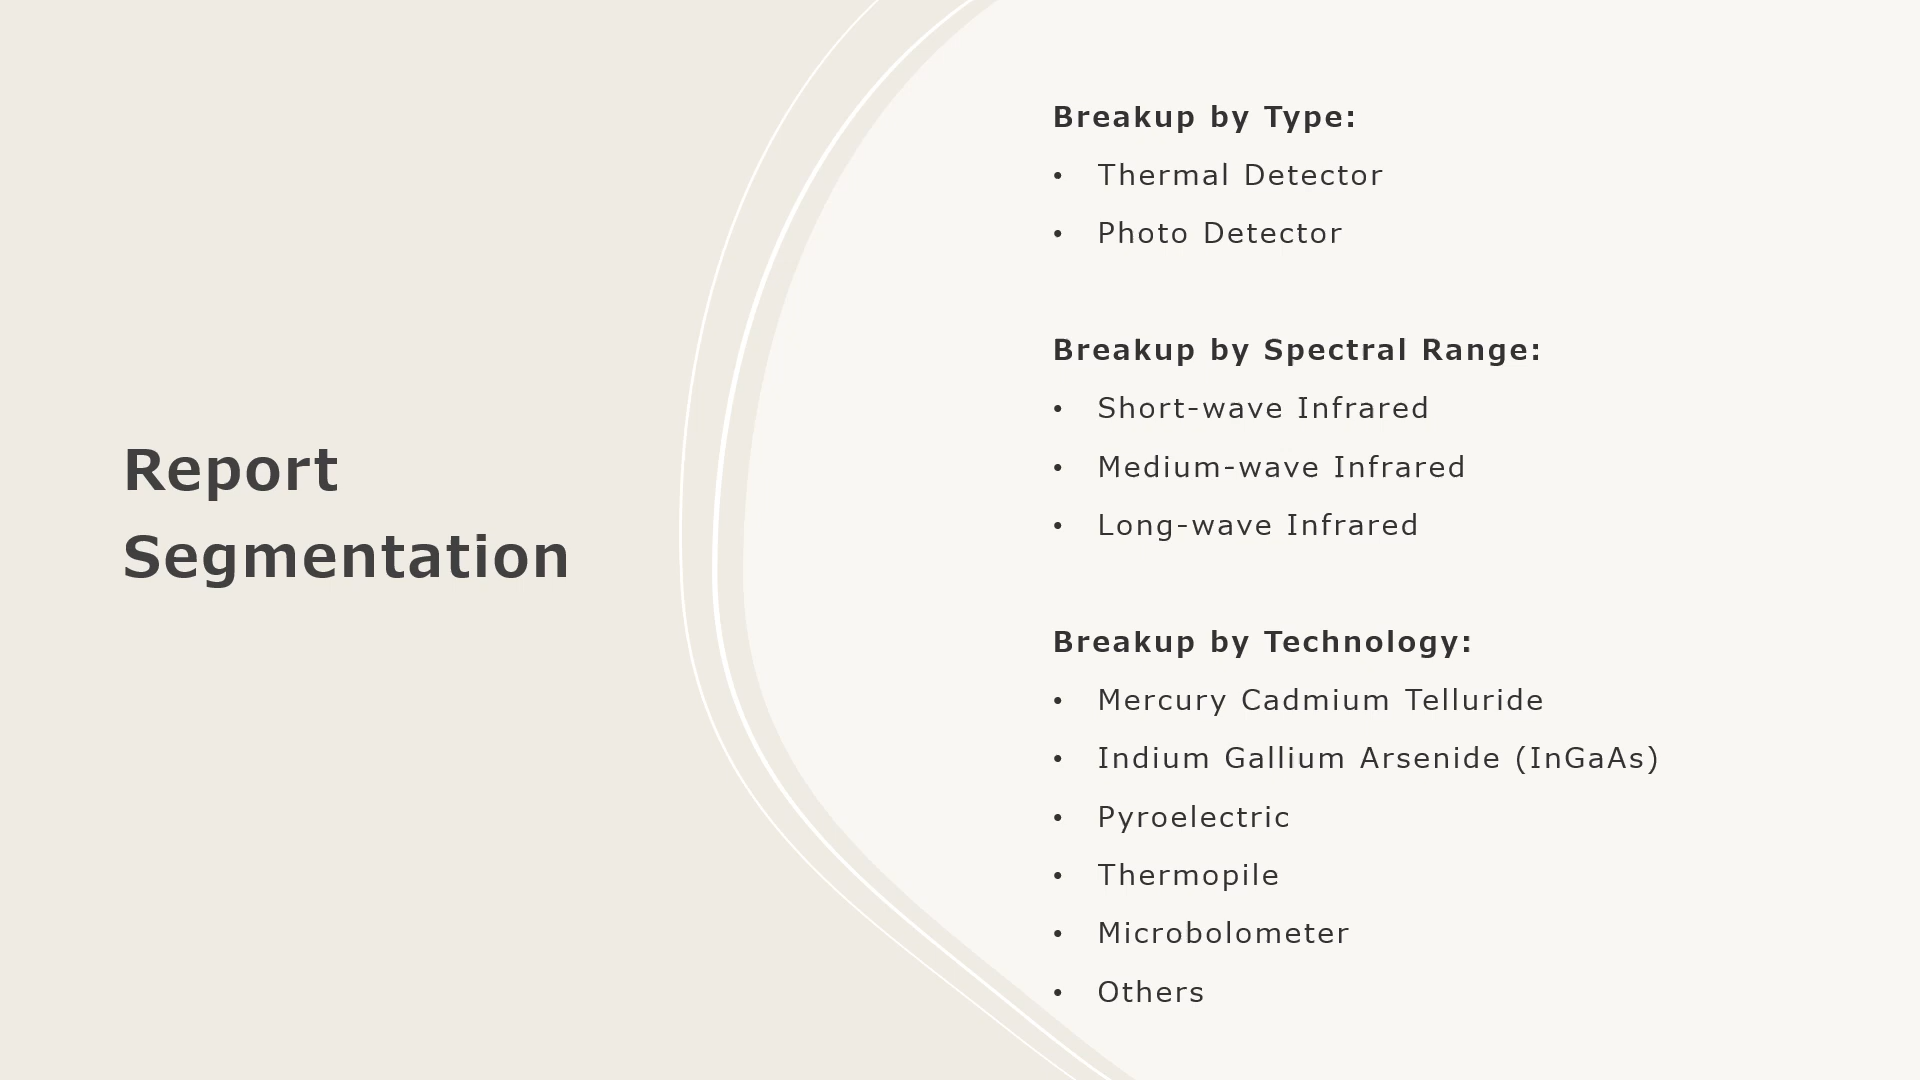 Report
Segmentation
Breakup by Type:
• Thermal Detector
• Photo Detector
Breakup by Spectral Range:
• Short-wave Infrared
• Medium-wave Infrared
• Long-wave Infrared
Breakup by Technology:
• Mercury Cadmium Telluride
• Indium Gallium Arsenide (InGaAs)
• Pyroelectric
• Thermopile
• Microbolometer
• Others